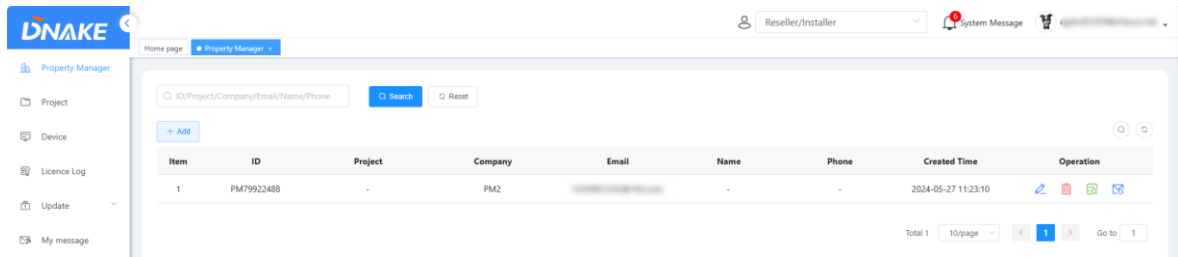 DNAKE
Reseller/Installer
6
System Message
Home page
Property Manager ×
Property Manager
Project
Device
Licence Log
Update
My message
ID/Project/Company/Email/Name/Phone
Search
Reset
+ Add
Item ID Project Company Email Name Phone Created Time Operation
1 PM79922488 - PM2 - - 2024-05-27 11:23:10
Total 1 10/page < 1 > Go to 1